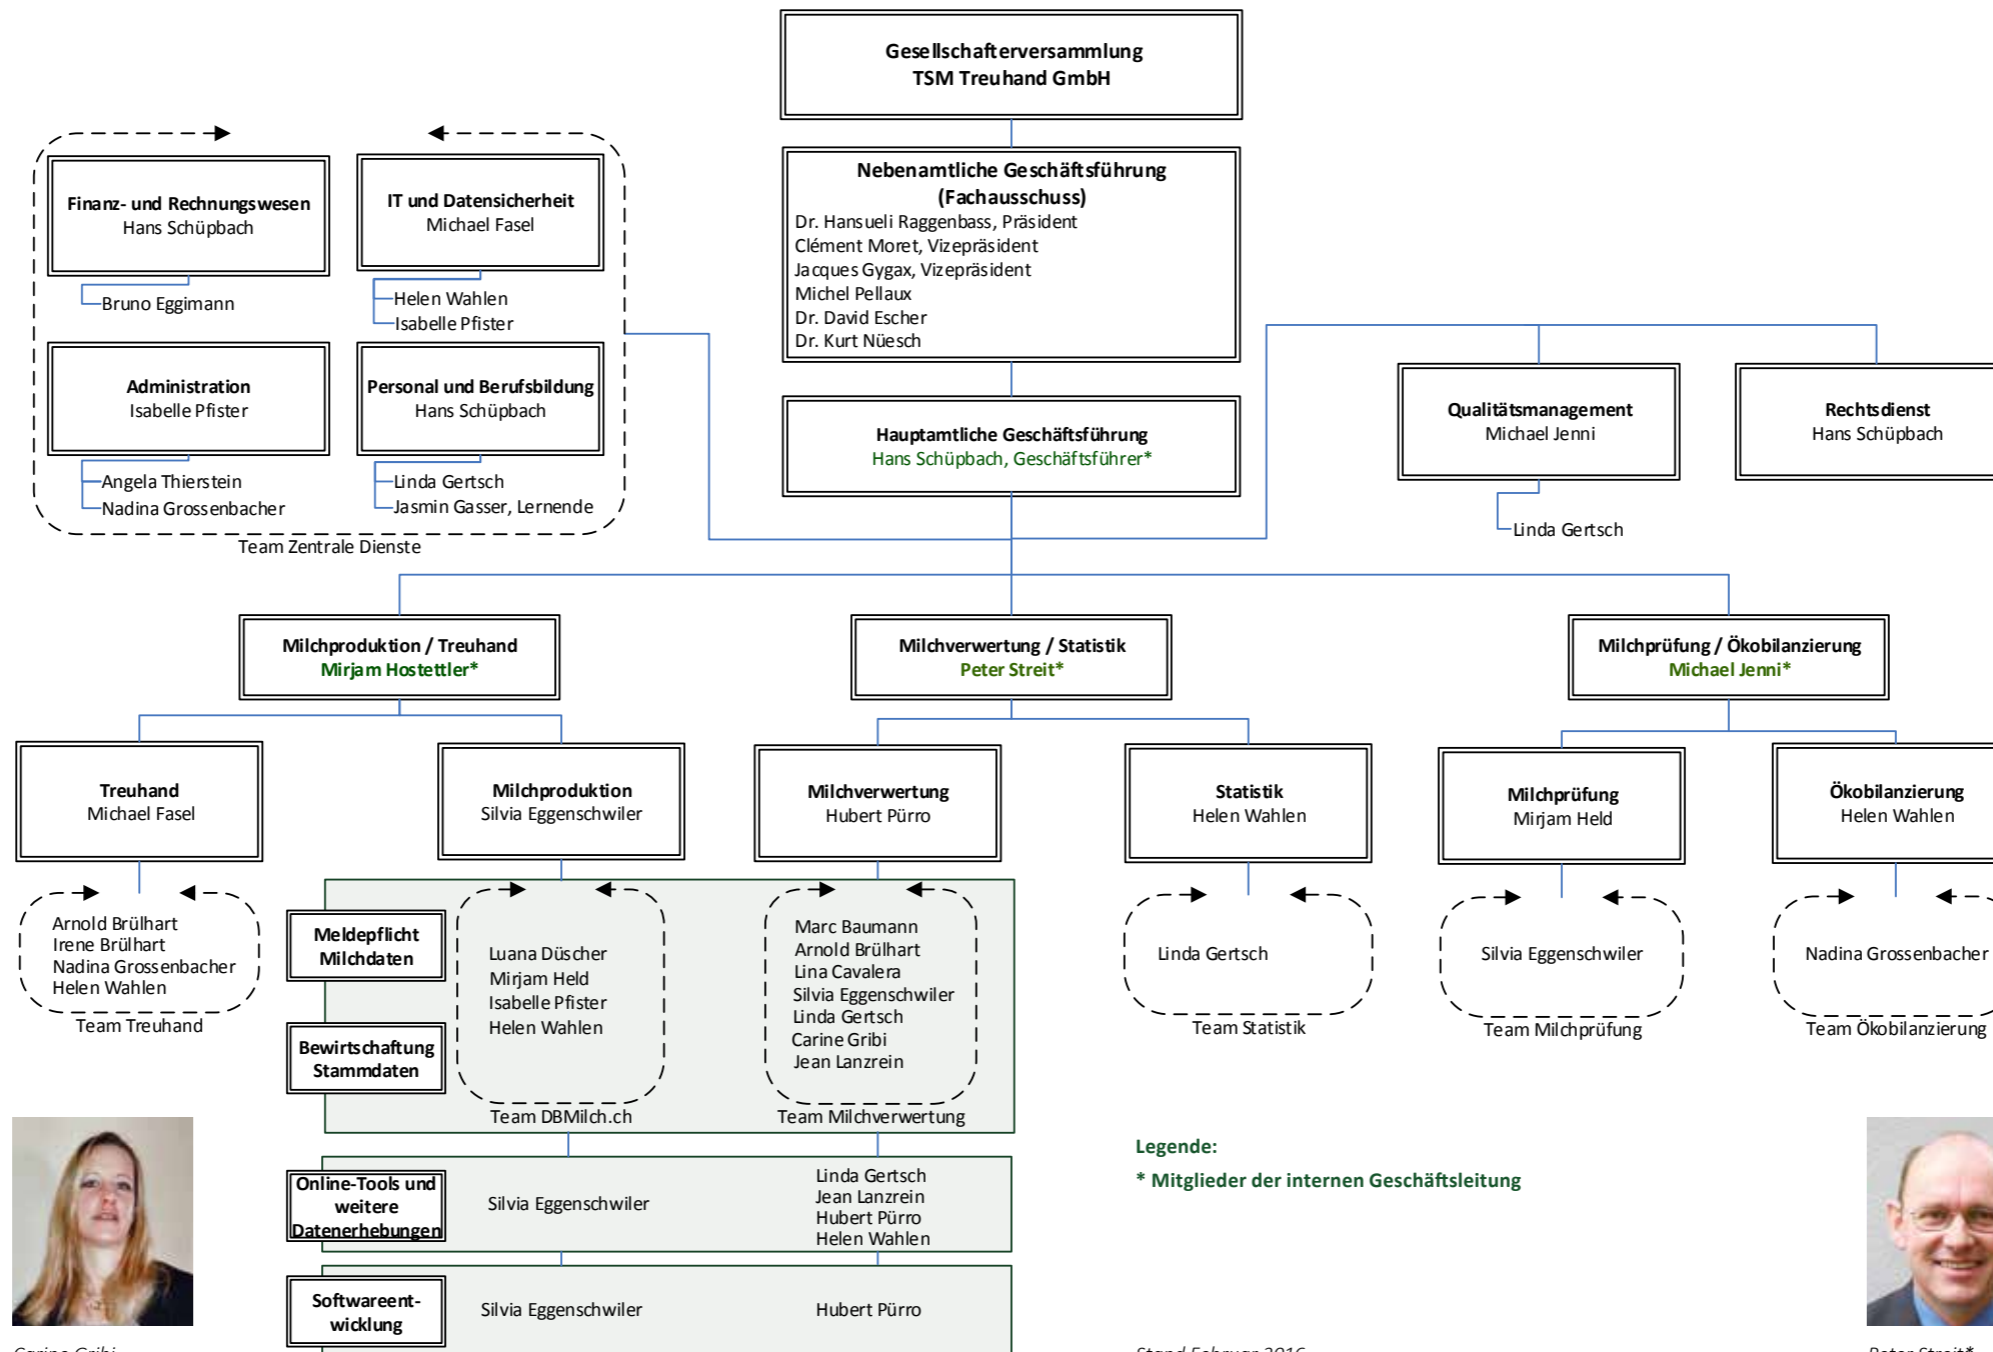 Gesellschafterversammlung
TSM Treuhand GmbH
Nebenamtliche Geschäftsführung
(Fachausschuss)
Dr. Hansueli Raggenbass, Präsident
Clément Moret, Vizepräsident
Jacques Gygax, Vizepräsident
Michel Pellaux
Dr. David Escher
Dr. Kurt Nüesch
Hauptamtliche Geschäftsführung
Hans Schüpbach, Geschäftsführer*
Finanz- und Rechnungswesen
Hans Schüpbach
Bruno Eggimann
IT und Datensicherheit
Michael Fasel
Helen Wahlen
Isabelle Pfister
Administration
Isabelle Pfister
Angela Thierstein
Nadina Grossenbacher
Personal und Berufsbildung
Hans Schüpbach
Linda Gertsch
Jasmin Gasser, Lernende
Team Zentrale Dienste
Qualitätsmanagement
Michael Jenni
Linda Gertsch
Rechtsdienst
Hans Schüpbach
Milchproduktion / Treuhand
Mirjam Hostettler*
Milchverwertung / Statistik
Peter Streit*
Milchprüfung / Ökobilanzierung
Michael Jenni*
Treuhand
Michael Fasel
Arnold Brülhart
Irene Brülhart
Nadina Grossenbacher
Helen Wahlen
Team Treuhand
Milchproduktion
Silvia Eggenschwiler
Milchverwertung
Hubert Pürro
Statistik
Helen Wahlen
Linda Gertsch
Team Statistik
Milchprüfung
Mirjam Held
Silvia Eggenschwiler
Team Milchprüfung
Ökobilanzierung
Helen Wahlen
Nadina Grossenbacher
Team Ökobilanzierung
Meldepflicht
Milchdaten
Bewirtschaftung
Stammdaten
Luana Düscher
Mirjam Held
Isabelle Pfister
Helen Wahlen
Team DBMilch.ch
Marc Baumann
Arnold Brülhart
Lina Cavalera
Silvia Eggenschwiler
Linda Gertsch
Carine Gribi
Jean Lanzrein
Team Milchverwertung
Online-Tools und
weitere
Datenerhebungen
Silvia Eggenschwiler
Linda Gertsch
Jean Lanzrein
Hubert Pürro
Helen Wahlen
Softwareent-
wicklung
Silvia Eggenschwiler
Hubert Pürro
Legende:
* Mitglieder der internen Geschäftsleitung
Carine Gribi
Stand Februar 2016
Peter Streit*